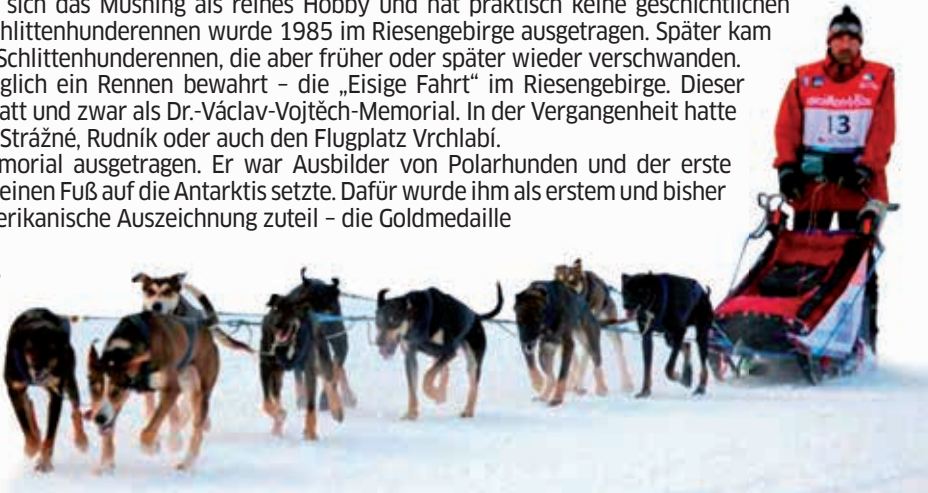 sich das Mushing als reines Hobby und hat praktisch keine geschichtlichen
hlittenhunderennen wurde 1985 im Riesengebirge ausgetragen. Später kam
Schlittenhunderennen, die aber früher oder später wieder verschwanden.
glich ein Rennen bewahrt – die „Eisige Fahrt“ im Riesengebirge. Dieser
att und zwar als Dr.-Václav-Vojtěch-Memorial. In der Vergangenheit hatte
Strážné, Rudník oder auch den Flugplatz Vrchlabí.
morial ausgetragen. Er war Ausbilder von Polarhunden und der erste
einen Fuß auf die Antarktis setzte. Dafür wurde ihm als erstem und bisher
erikanische Auszeichnung zuteil – die Goldmedaille
13